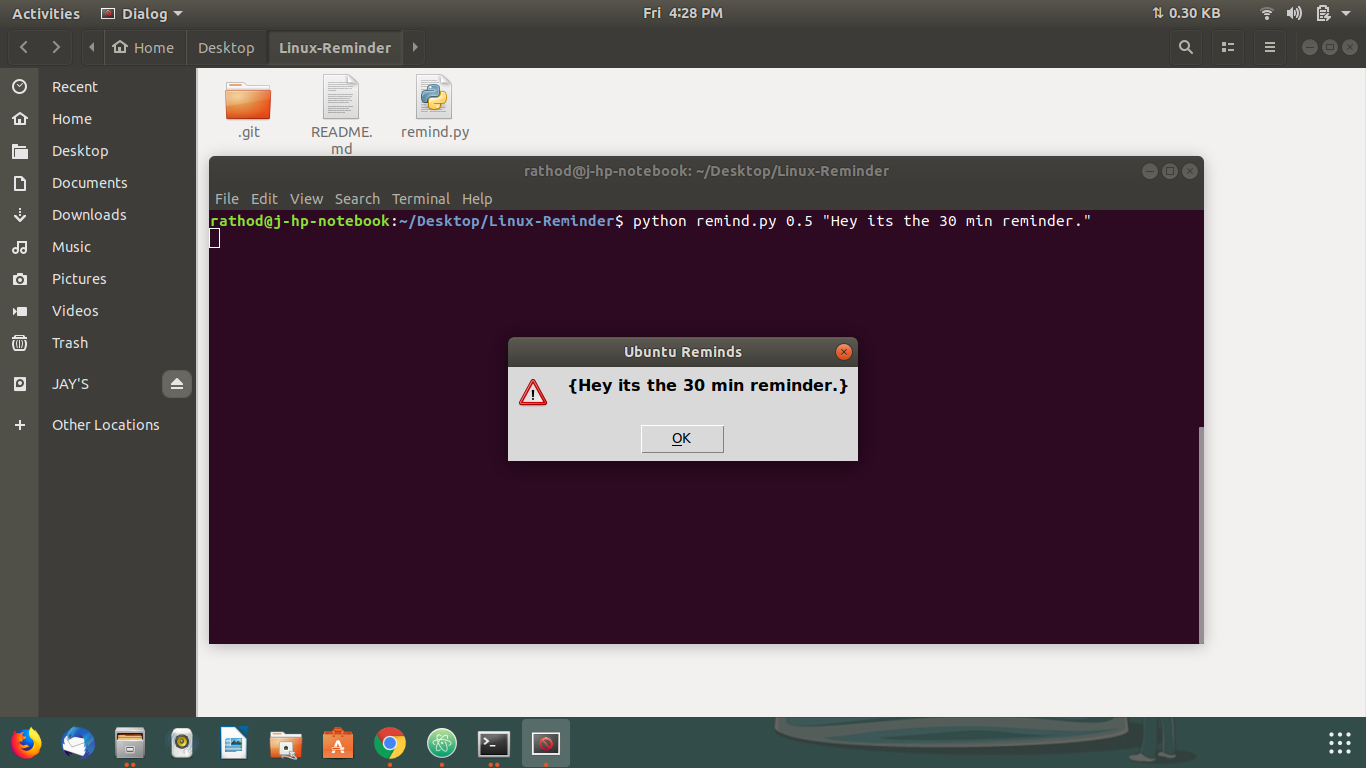 Activities Dialog Fri 4:28 PM 0.30 KB
Home Desktop Linux-Reminder
Recent
Home
Desktop
Documents
Downloads
Music
Pictures
Videos
Trash
JAY'S
Other Locations
.git
README.
md
remind.py
rathod@j-hp-notebook: ~/Desktop/Linux-Reminder
File Edit View Search Terminal Help
rathod@j-hp-notebook:~/Desktop/Linux-Reminder$ python remind.py 0.5 "Hey its the 30 min reminder."
Ubuntu Reminds
{Hey its the 30 min reminder.}
OK